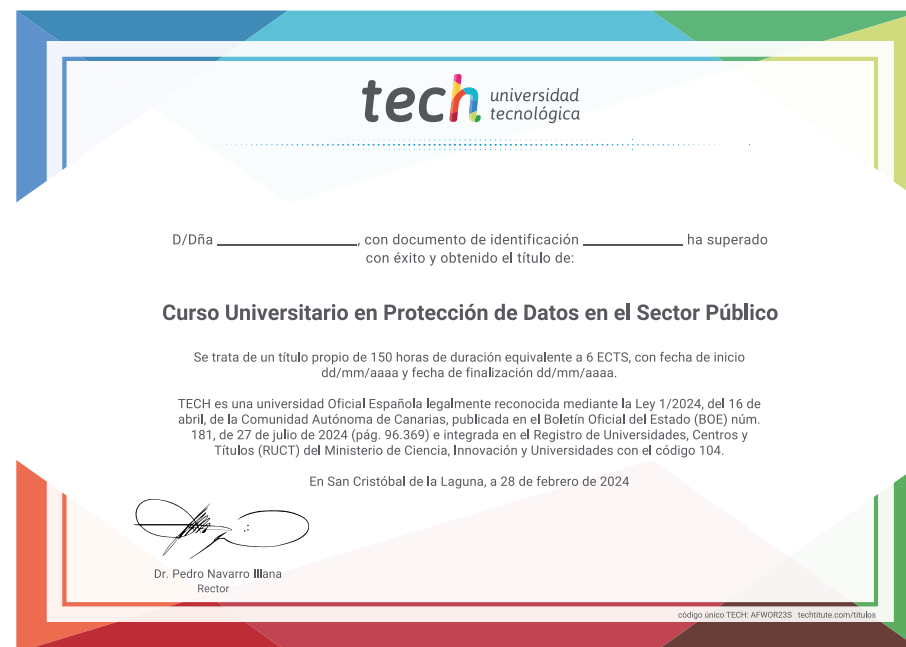 tech universidad
tecnológica
D/Dña ____________________, con documento de identificación ______________ ha superado
con éxito y obtenido el título de:
Curso Universitario en Protección de Datos en el Sector Público
Se trata de un título propio de 150 horas de duración equivalente a 6 ECTS, con fecha de inicio
dd/mm/aaaa y fecha de finalización dd/mm/aaaa.
TECH es una universidad Oficial Española legalmente reconocida mediante la Ley 1/2024, del 16 de
abril, de la Comunidad Autónoma de Canarias, publicada en el Boletín Oficial del Estado (BOE) núm.
181, de 27 de julio de 2024 (pág. 96.369) e integrada en el Registro de Universidades, Centros y
Títulos (RUCT) del Ministerio de Ciencia, Innovación y Universidades con el código 104.
En San Cristóbal de la Laguna, a 28 de febrero de 2024
Dr. Pedro Navarro Illana
Rector
código único TECH: AFWOR23S techtitute.com/titulos